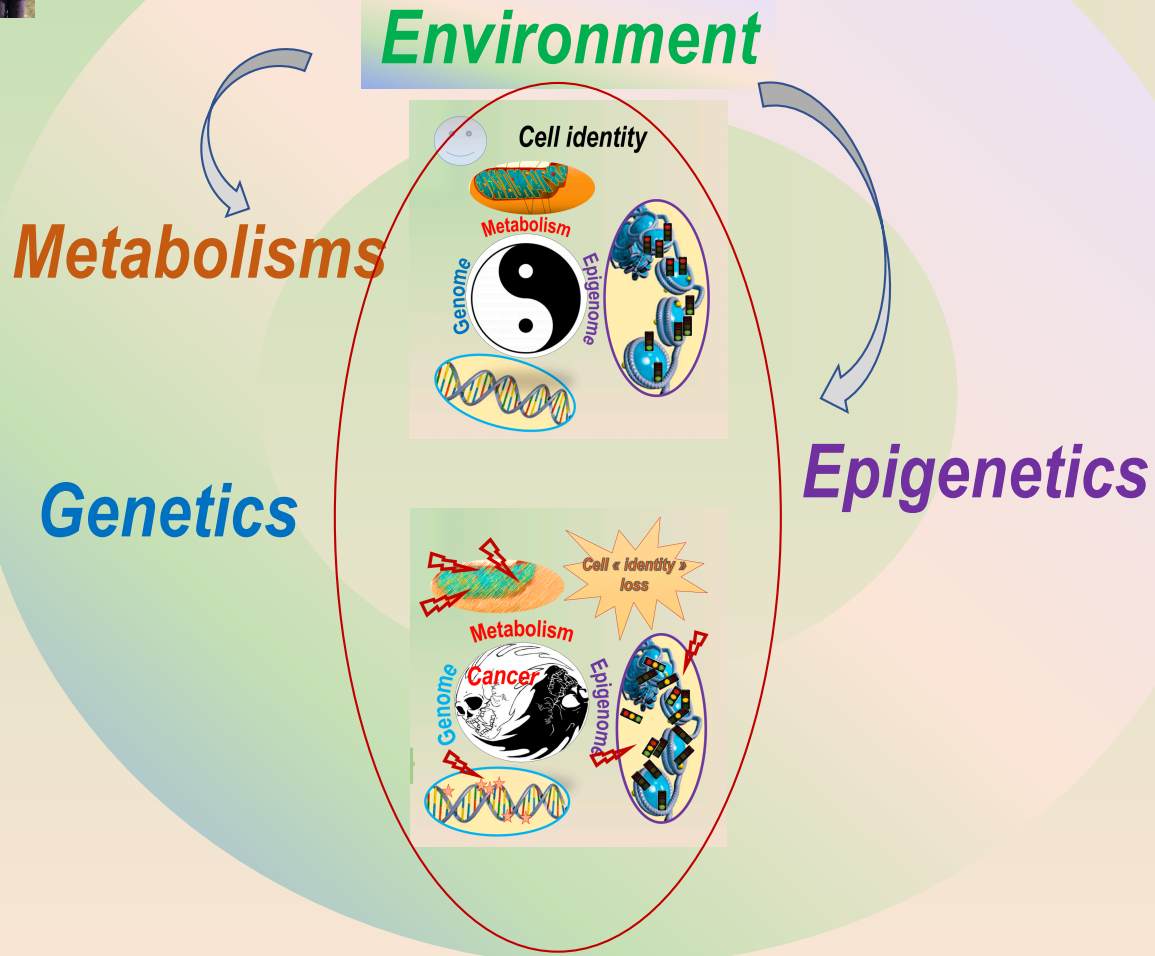 Environment
Cell identity
Metabolisms
Metabolism
Genome
Epigenome
Genetics
Epigenetics
Cell « identity »
loss
Metabolism
Genome
Cancer
Epigenome